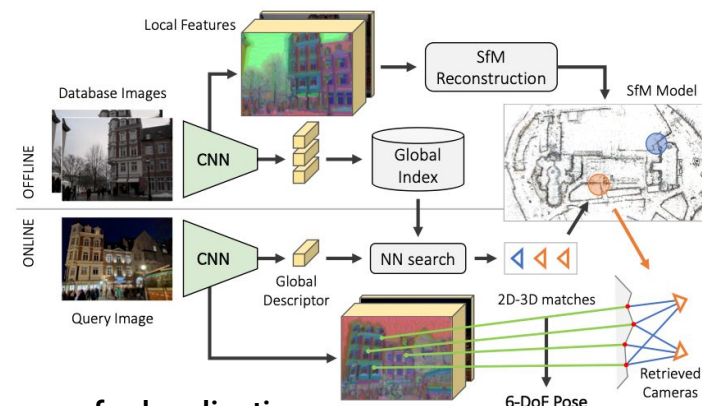 Local Features
SfM
Reconstruction
Database Images
SfM Model
OFFLINE
CNN
Global
Index
ONLINE
CNN
NN search
Global
Descriptor
2D-3D matches
Query Image
Retrieved
Cameras
6-DoF Pose